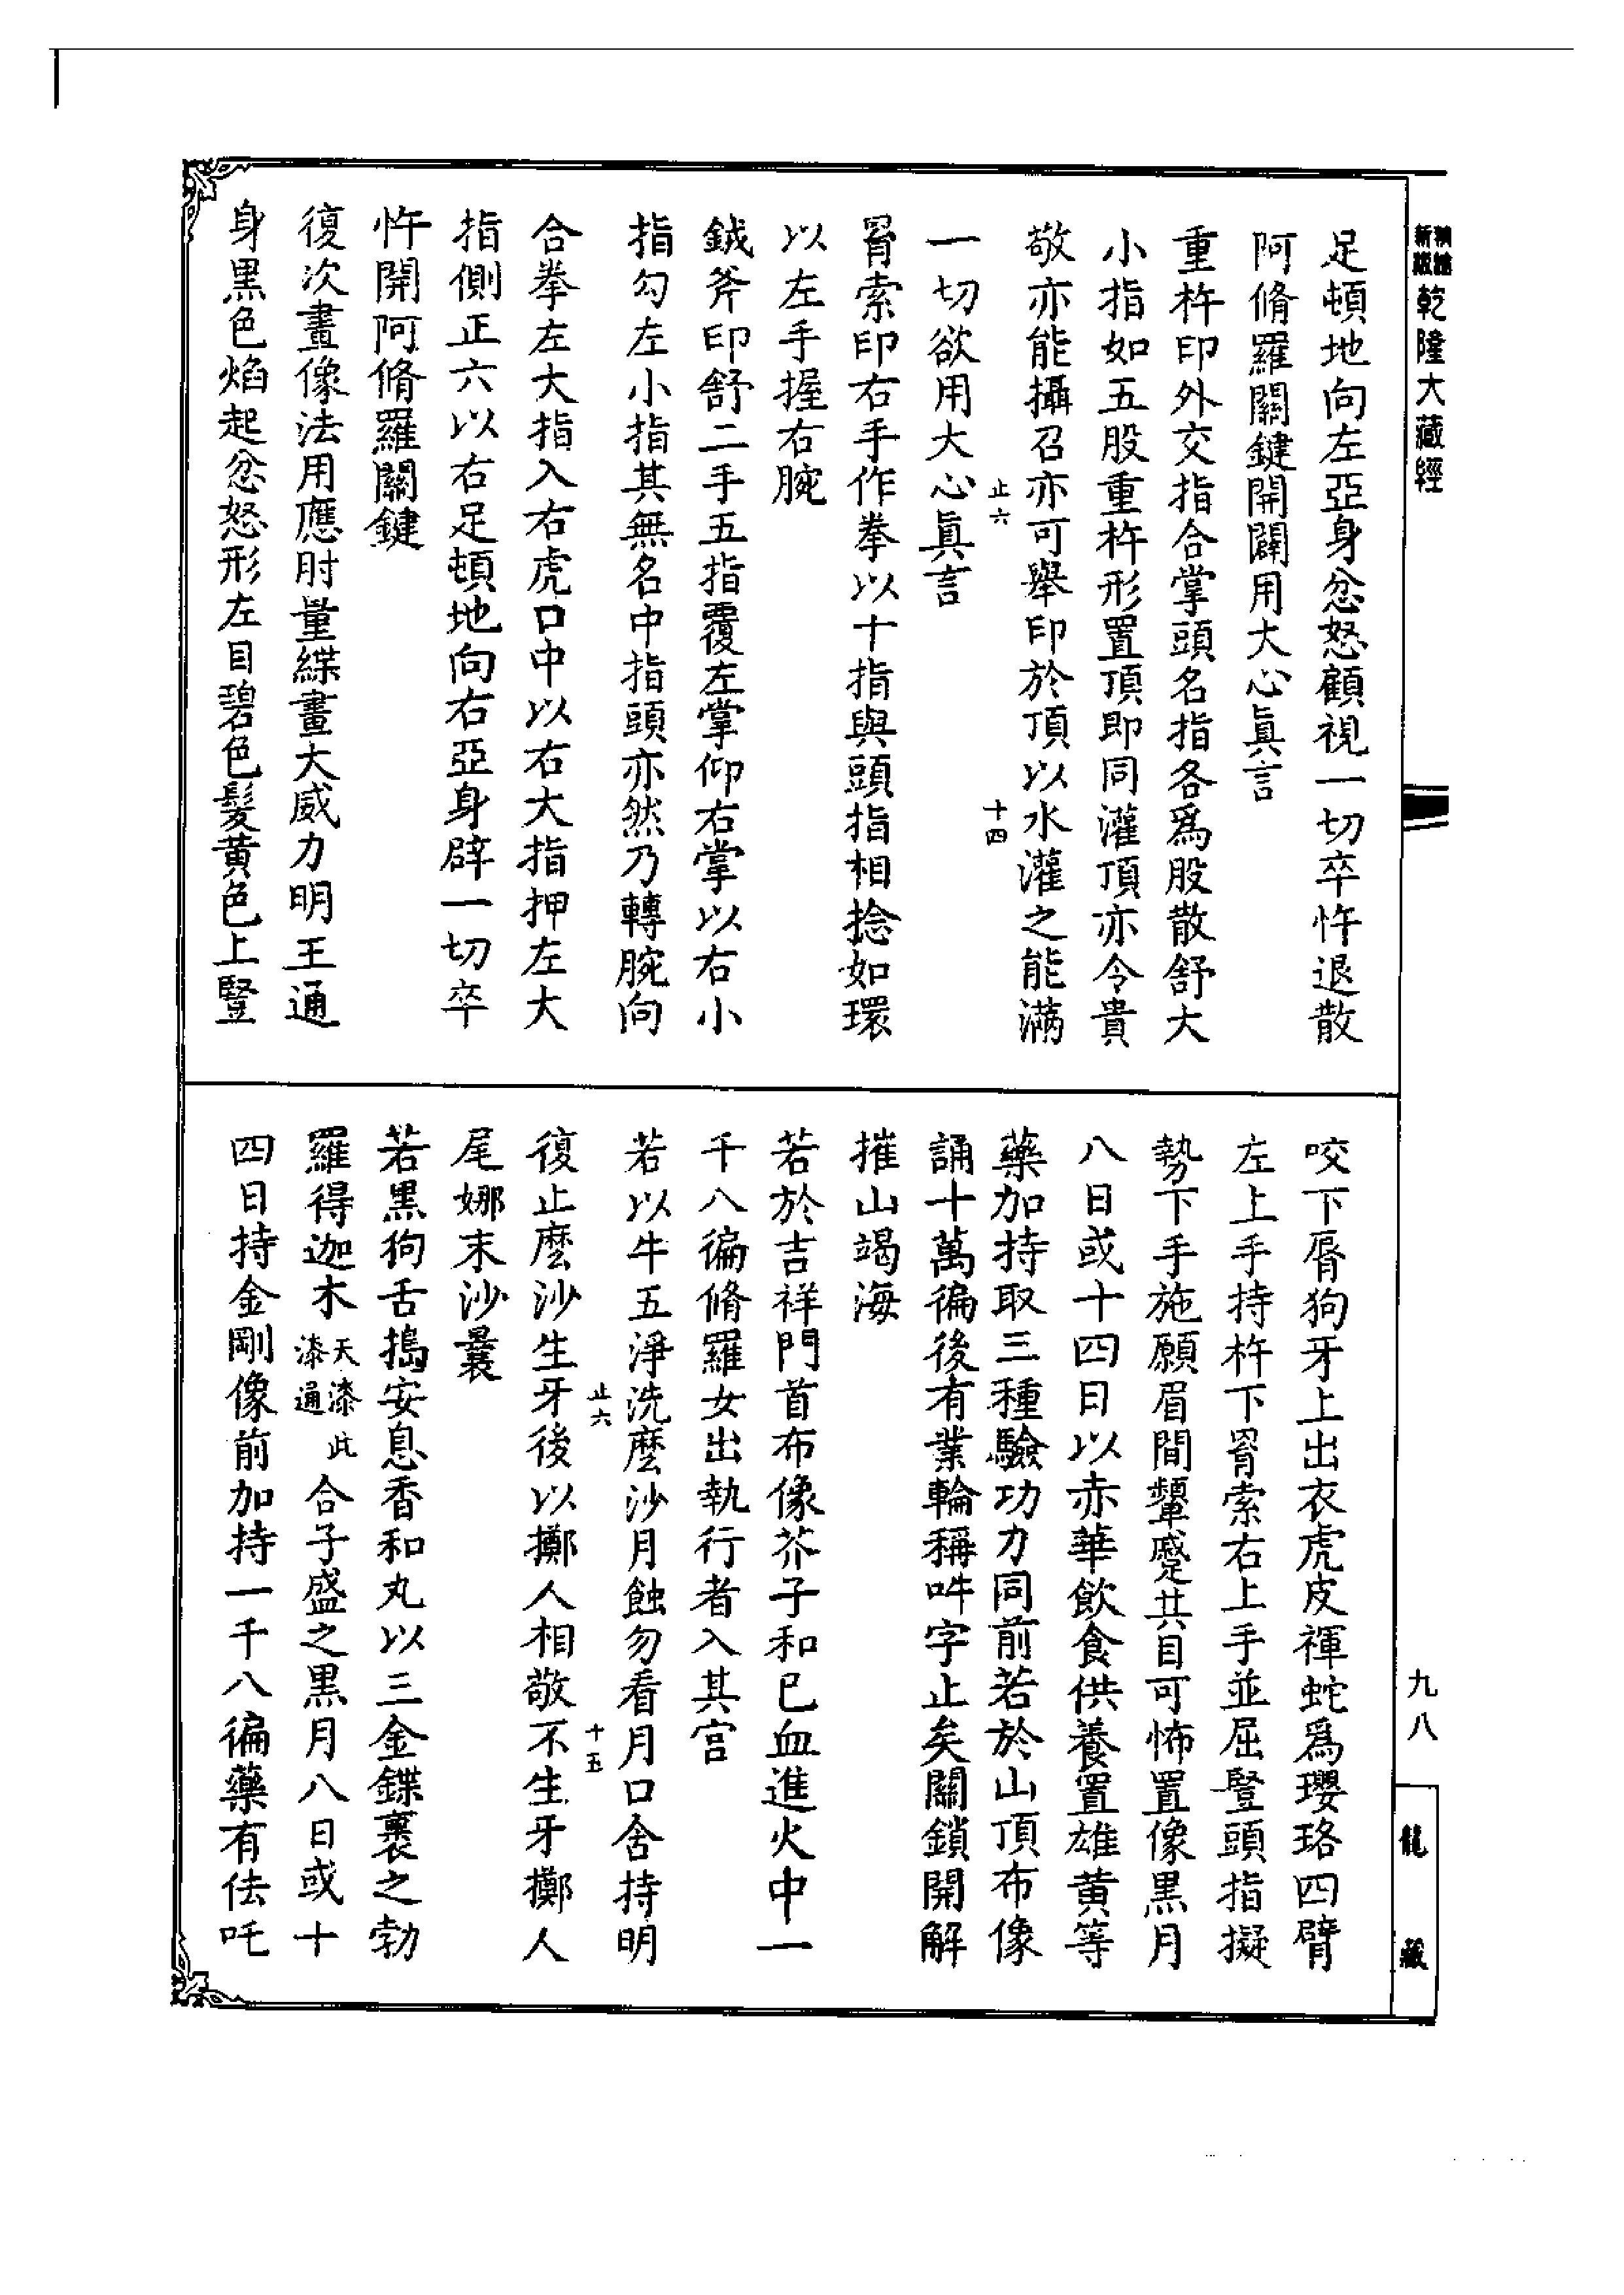 乾隆大藏經
足頓地向左亞身忿怒顧視一切卒忤退散
阿脩羅關鍵開闢用大心眞言
重杵印外交指合掌頭名指各爲股散舒大
小指如五股重杵形置頂即同灌頂亦令貴
敬亦能攝召亦可舉印於頂以水灌之能滿
止六
十四
一切欲用大心眞言
罥索印右手作拳以十指與頭指相捻如環
以左手握右腕
鉞斧印舒二手五指覆左掌仰右掌以右小
指勾左小指其無名中指頭亦然乃轉腕向
合拳左大指入右虎口中以右大指押左大
指側正六以右足頓地向右亞身辟一切卒
忤開阿脩羅關鍵
復次畫像法用應肘量緤畫大威力明王通
身黑色焰起忿怒形左目碧色髮黃色上豎
咬下脣狗牙上出衣虎皮褌蛇爲瓔珞四臂
左上手持杵下罥索右上手並屈豎頭指擬
勢下手施願眉間顰蹙其目可怖置像黑月
八日或十四日以赤華飲食供養置雄黃等
藥加持取三種驗功力同前若於山頂布像
誦十萬徧後有業輪稱吽字止矣關鎖開解
摧山竭海
若於吉祥門首布像芥子和已血進火中一
千八徧脩羅女出執行者入其宮
若以牛五淨洗麼沙月蝕勿看月口含持明
止六
十五
復止麼沙生牙後以擲人相敬不生牙擲人
尾娜末沙曩
若黑狗舌搗安息香和丸以三金鍱裹之勃
羅得迦木天漆此漆通合子盛之黑月八日或十
四日持金剛像前加持一千八徧藥有佉吒
九八
龍藏